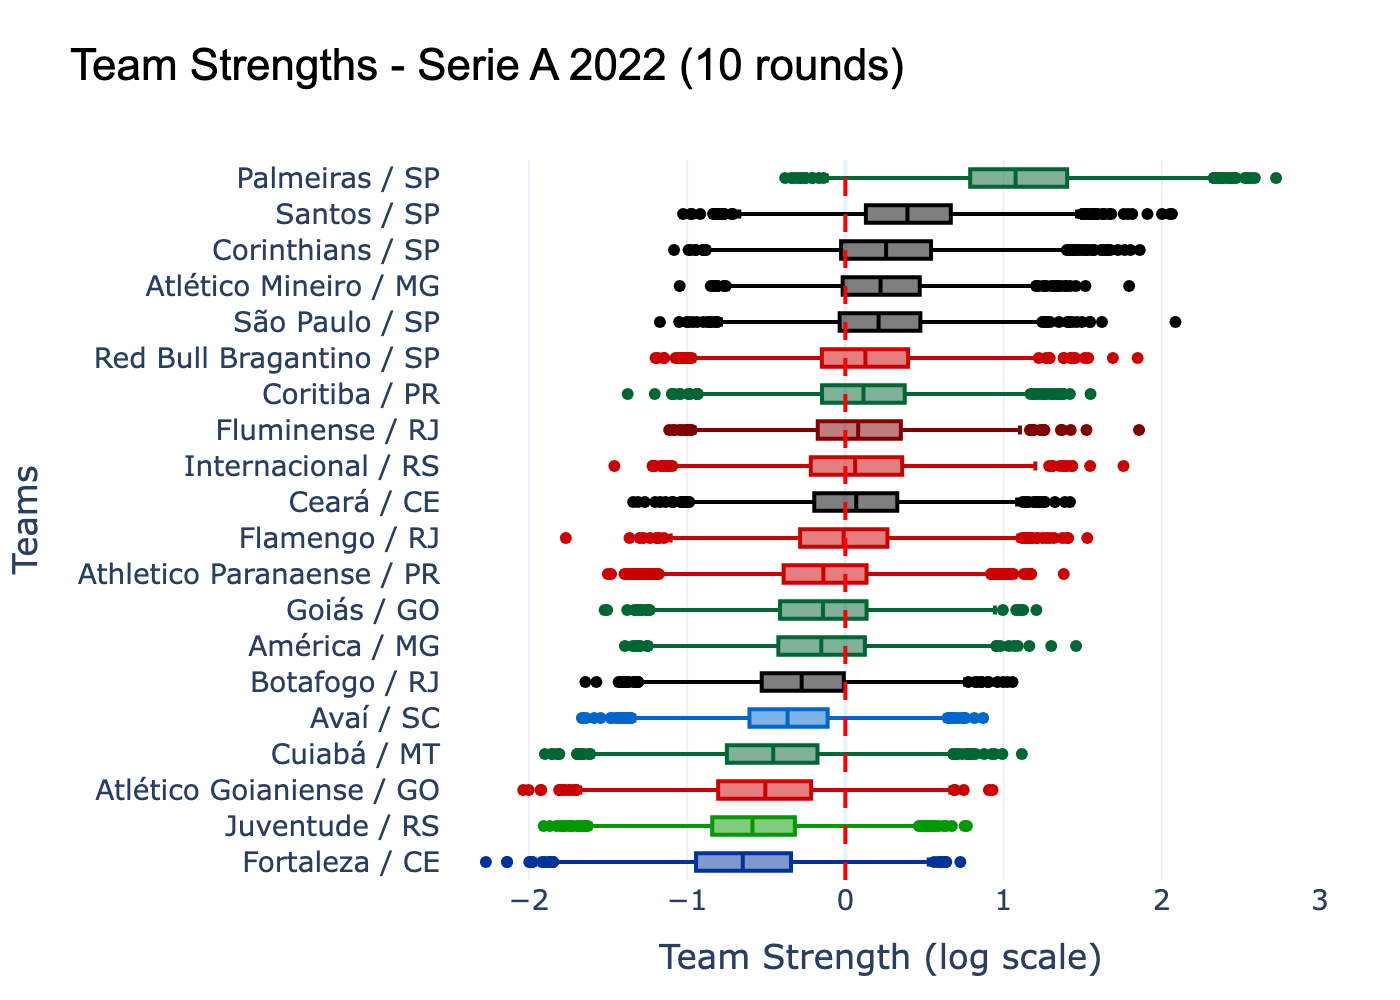 Team Strengths - Serie A 2022 (10 rounds)
Palmeiras / SP
Santos / SP
Corinthians / SP
Atlético Mineiro / MG
São Paulo / SP
Red Bull Bragantino / SP
Coritiba / PR
Fluminense / RJ
Internacional / RS
Ceará / CE
Flamengo / RJ
Athletico Paranaense / PR
Goiás / GO
América / MG
Botafogo / RJ
Avaí / SC
Cuiabá / MT
Atlético Goianiense / GO
Juventude / RS
Fortaleza / CE
Teams
−2 −1 0 1 2 3
Team Strength (log scale)